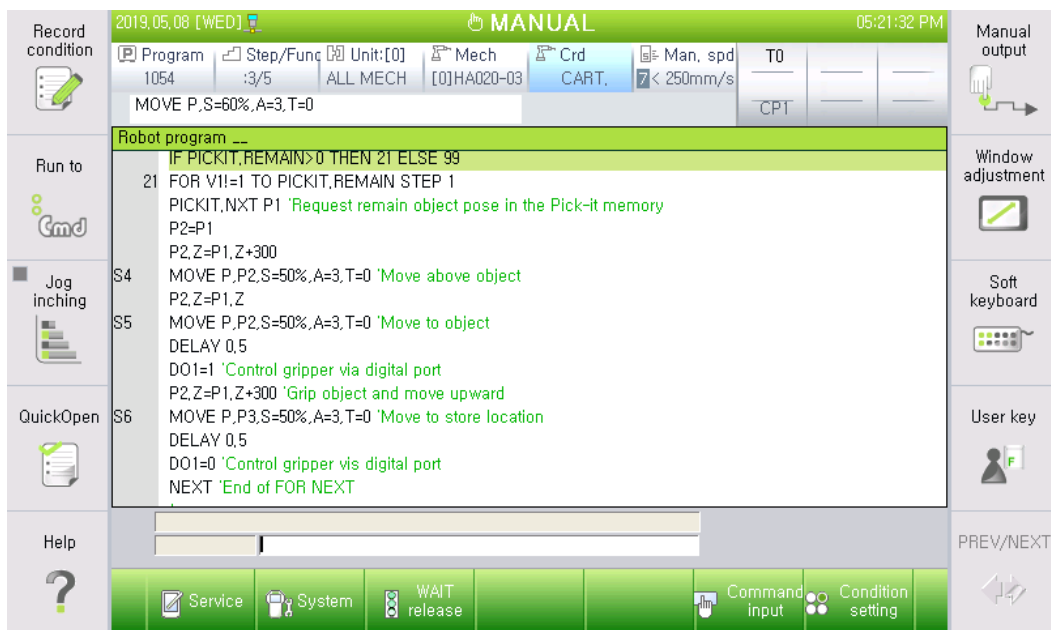 Record condition
2019,05,08 [WED]
MANUAL
05:21:32 PM
Manual output
P Program
Step/Func
Unit:[0]
Mech
Crd
Man, spd
T0
1054
:3/5
ALL MECH
[0]HA020-03
CART,
7 < 250mm/s
MOVE P,S=60%,A=3,T=0
CP1
Robot program __
IF PICKIT,REMAIN>0 THEN 21 ELSE 99
21 FOR V1!=1 TO PICKIT,REMAIN STEP 1
PICKIT,NXT P1 'Request remain object pose in the Pick-it memory
P2=P1
P2,Z=P1,Z+300
S4 MOVE P,P2,S=50%,A=3,T=0 'Move above object
P2,Z=P1,Z
S5 MOVE P,P2,S=50%,A=3,T=0 'Move to object
DELAY 0,5
DO1=1 'Control gripper via digital port
P2,Z=P1,Z+300 'Grip object and move upward
S6 MOVE P,P3,S=50%,A=3,T=0 'Move to store location
DELAY 0,5
DO1=0 'Control gripper vis digital port
NEXT 'End of FOR NEXT
Run to
Cmd
Jog inching
QuickOpen
Help
Window adjustment
Soft keyboard
User key
F
PREV/NEXT
Service
System
WAIT release
Command input
Condition setting